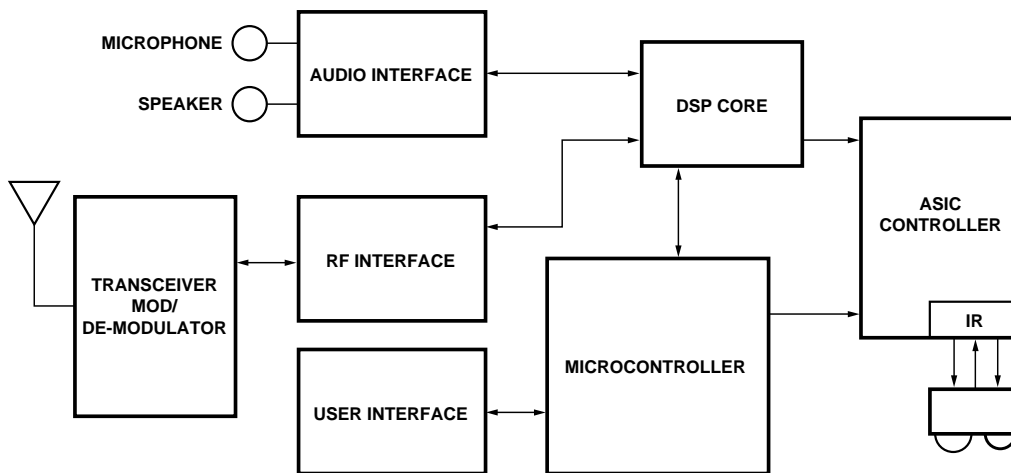 MICROPHONE
SPEAKER
AUDIO INTERFACE
DSP CORE
ASIC
CONTROLLER
TRANSCEIVER
MOD/
DE-MODULATOR
RF INTERFACE
IR
MICROCONTROLLER
USER INTERFACE